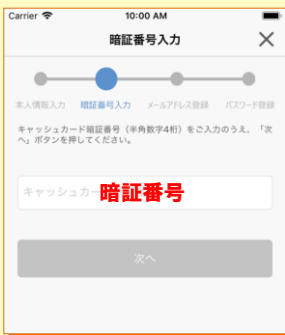 Carrier 10:00 AM
暗証番号入力
本人情報入力 暗証番号入力 メールアドレス登録 パスワード登録
キャッシュカード暗証番号（半角数字4桁）をご入力のうえ、「次
へ」ボタンを押してください。
キャッシュカー 暗証番号
次へ